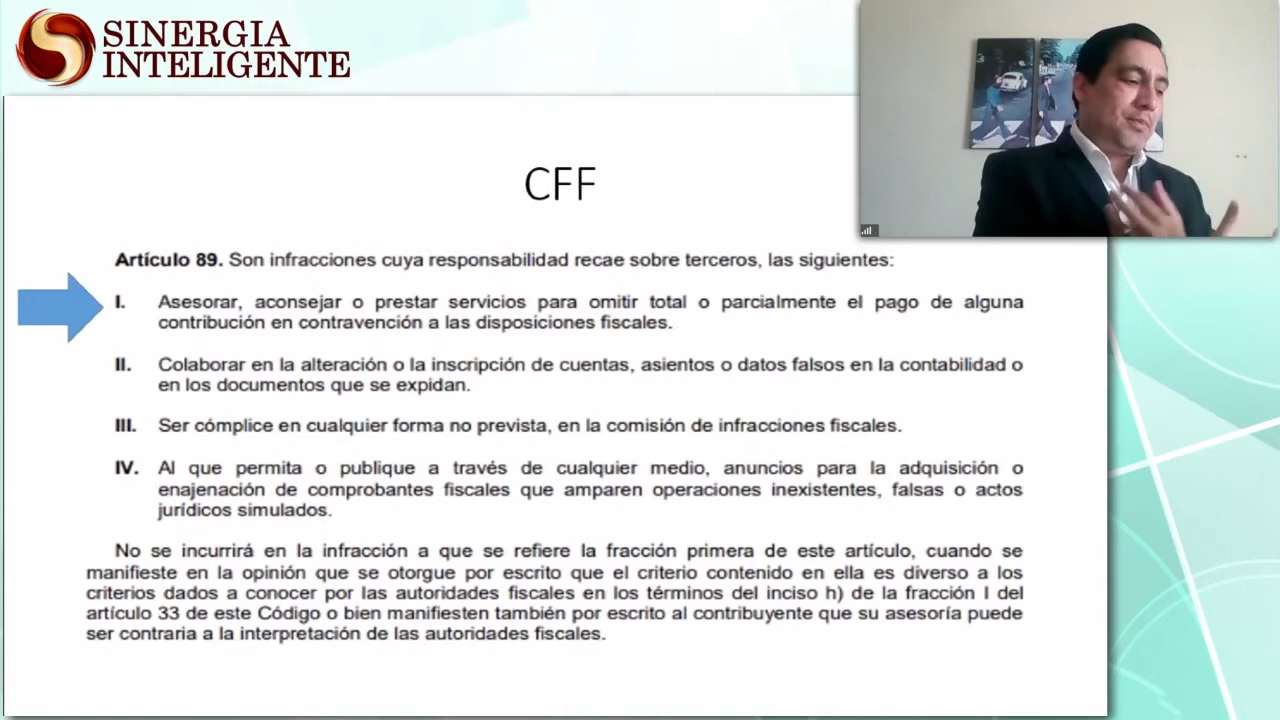 SINERGIA
INTELIGENTE
CFF
Artículo 89. Son infracciones cuya responsabilidad recae sobre terceros, las siguientes:
I. Asesorar, aconsejar o prestar servicios para omitir total o parcialmente el pago de alguna
contribución en contravención a las disposiciones fiscales.
II. Colaborar en la alteración o la inscripción de cuentas, asientos o datos falsos en la contabilidad o
en los documentos que se expidan.
III. Ser cómplice en cualquier forma no prevista, en la comisión de infracciones fiscales.
IV. Al que permita o publique a través de cualquier medio, anuncios para la adquisición o
enajenación de comprobantes fiscales que amparen operaciones inexistentes, falsas o actos
jurídicos simulados.
No se incurrirá en la infracción a que se refiere la fracción primera de este artículo, cuando se
manifieste en la opinión que se otorgue por escrito que el criterio contenido en ella es diverso a los
criterios dados a conocer por las autoridades fiscales en los términos del inciso h) de la fracción I del
artículo 33 de este Código o bien manifiesten también por escrito al contribuyente que su asesoría puede
ser contraria a la interpretación de las autoridades fiscales.